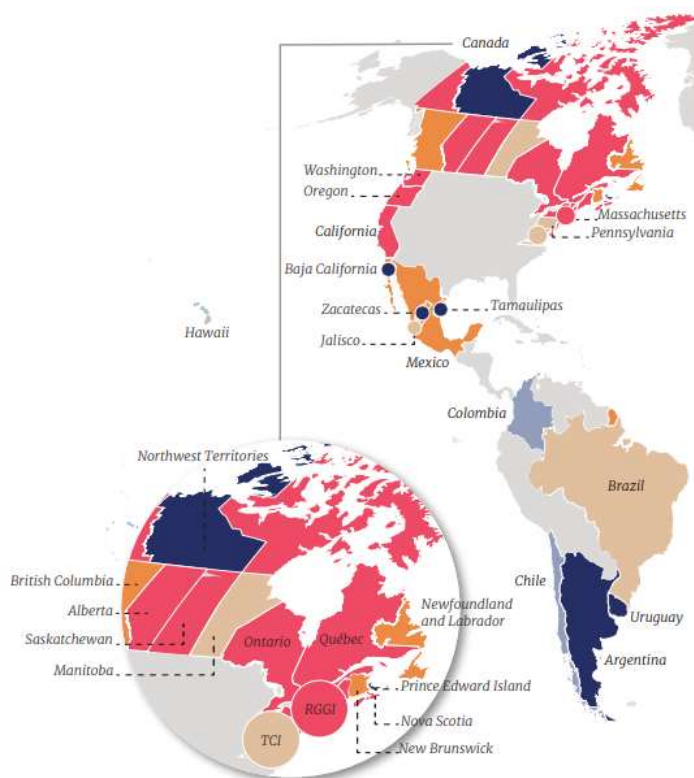 Canada
Washington
Oregon
Massachusetts
California
Pennsylvania
Baja California
Zacatecas
Tamaulipas
Hawaii
Jalisco
Mexico
Colombia
Northwest Territories
Brazil
British Columbia
Chile
Newfoundland
and Labrador
Alberta
Uruguay
Saskatchewan
Ontario
Québec
Manitoba
Argentina
Prince Edward Island
RGGI
Nova Scotia
TCI
New Brunswick